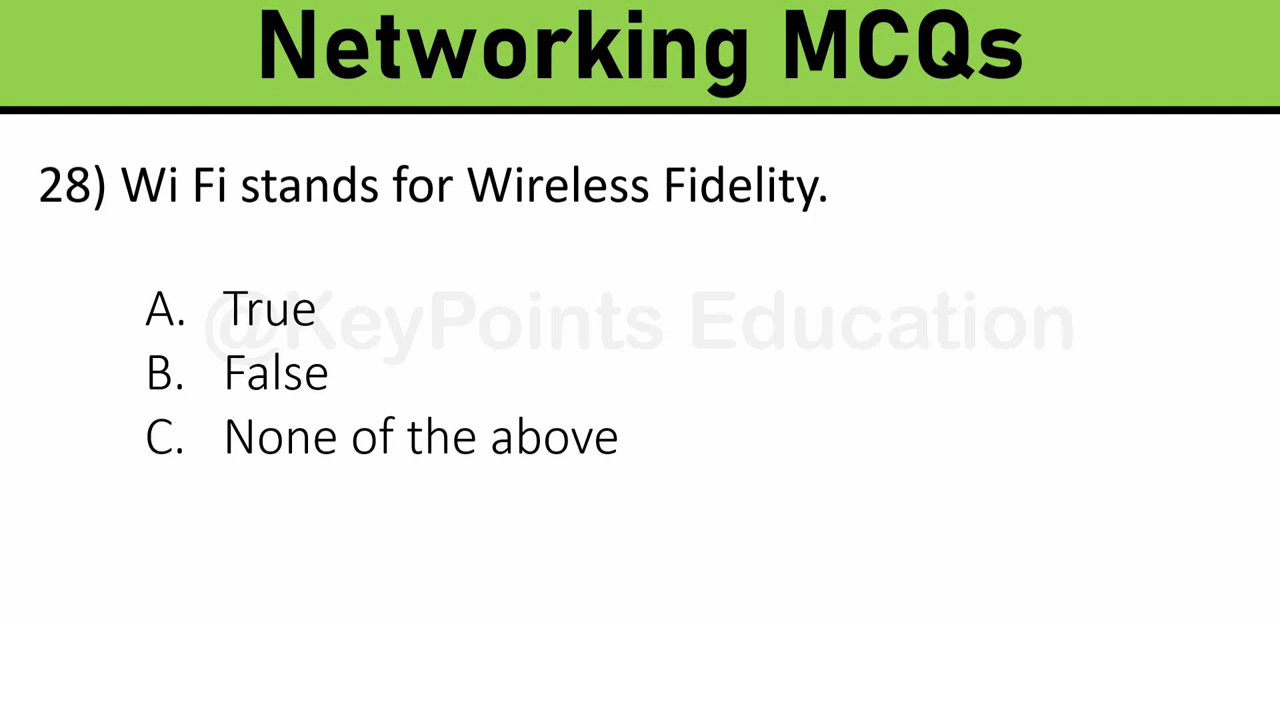 Networking MCQs
28) Wi Fi stands for Wireless Fidelity.
A. True
@KeyPoints Education
B. False
C. None of the above